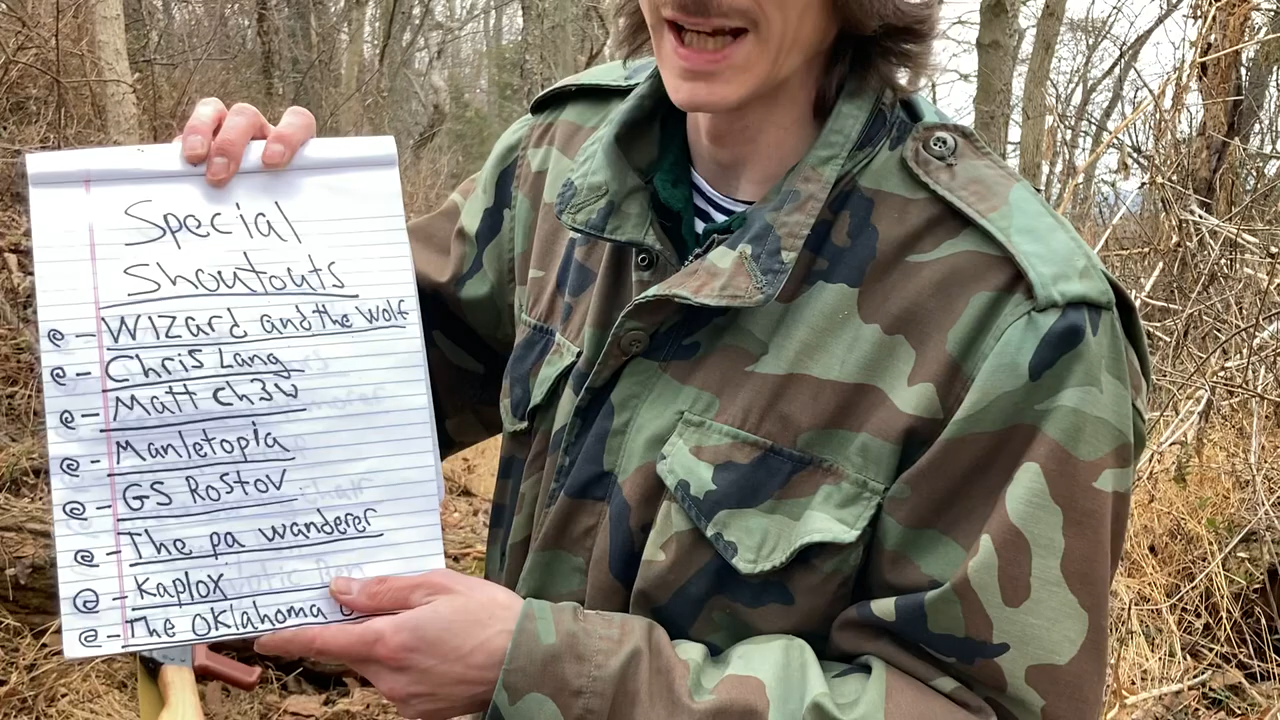 Special
Shoutouts
@ - Wizard and the Wolf
@ - Chris Lang
@ - Matt ch3w
@ - Manletopia
@ - GS Rostov
@ - The pa wanderer
@ - Kaplox
@ - The Oklahoma